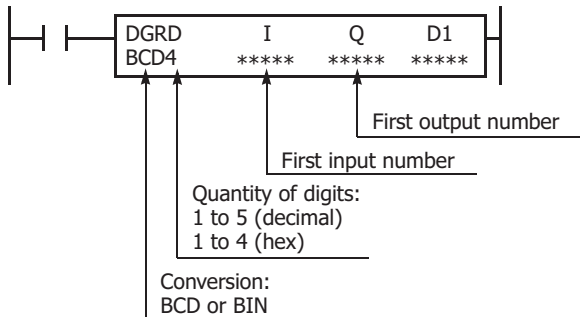 DGRD I Q D1
BCD4 ***** ***** *****
First output number
First input number
Quantity of digits:
1 to 5 (decimal)
1 to 4 (hex)
Conversion:
BCD or BIN